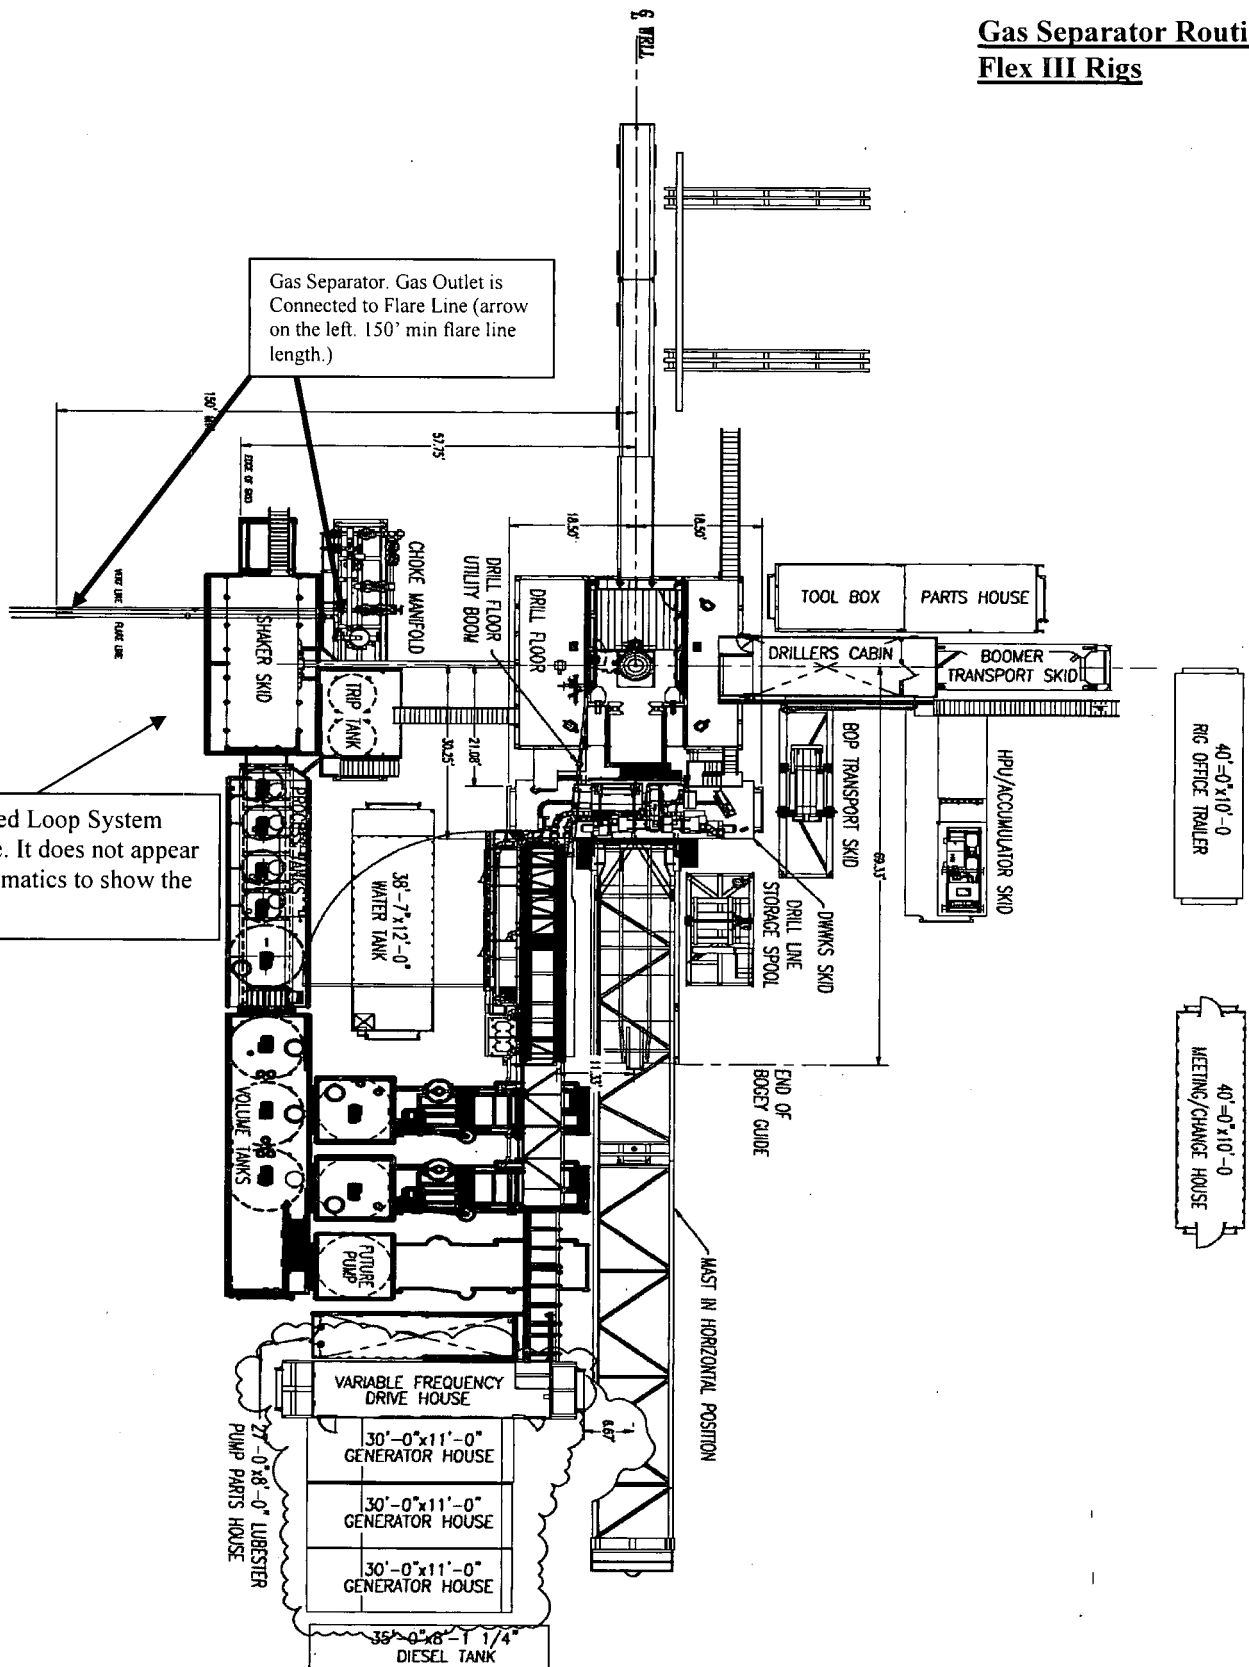 Gas Separator Routi
Flex III Rigs
WELL
Gas Separator. Gas Outlet is
Connected to Flare Line (arrow
on the left. 150' min flare line
length.)
150'
57.75'
EDGE OF GRID
18.50'
18.50'
CHOKE MANIFOLD
DRILL FLOOR
UTILITY BOOM
DRILL FLOOR
TOOL BOX
PARTS HOUSE
DRILLERS CABIN
BOOMER
TRANSPORT SKID
VENT LINE
FLARE LINE
SHAKER SKID
TRIP TANK
30.25'
21.08'
BOP TRANSPORT SKID
HPU/ACCUMULATOR SKID
40'-0"x10'-0
RIG OFFICE TRAILER
69.33'
ed Loop System
e. It does not appear
matics to show the
PROCESS TANKS
38'-7"x12'-0"
WATER TANK
DRILL LINE
STORAGE SPOOL
DWWKS SKID
40'=0"x10'-0
MEETING/CHANGE HOUSE
11.33'
END OF
BOGEY GUIDE
VOLUME TANKS
FUTURE
PUMP
MAST IN HORIZONTAL POSITION
VARIABLE FREQUENCY
DRIVE HOUSE
6.67'
27'-0"x8'-0" LUBESTER
PUMP PARTS HOUSE
30'-0"x11'-0"
GENERATOR HOUSE
30'-0"x11'-0"
GENERATOR HOUSE
30'-0"x11'-0"
GENERATOR HOUSE
35'-0"x8'-1 1/4"
DIESEL TANK